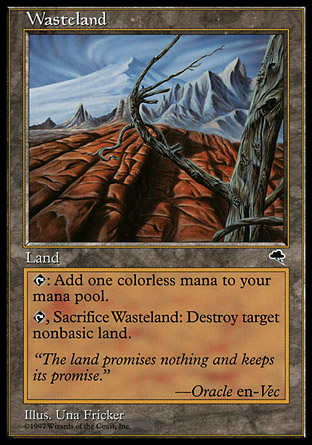 Wasteland
Land
: Add one colorless mana to your
mana pool.
, Sacrifice Wasteland: Destroy target
nonbasic land.
“The land promises nothing and keeps
its promise.”
—Oracle en-Vec
Illus. Una Fricker
©1997 Wizards of the Coast, Inc.